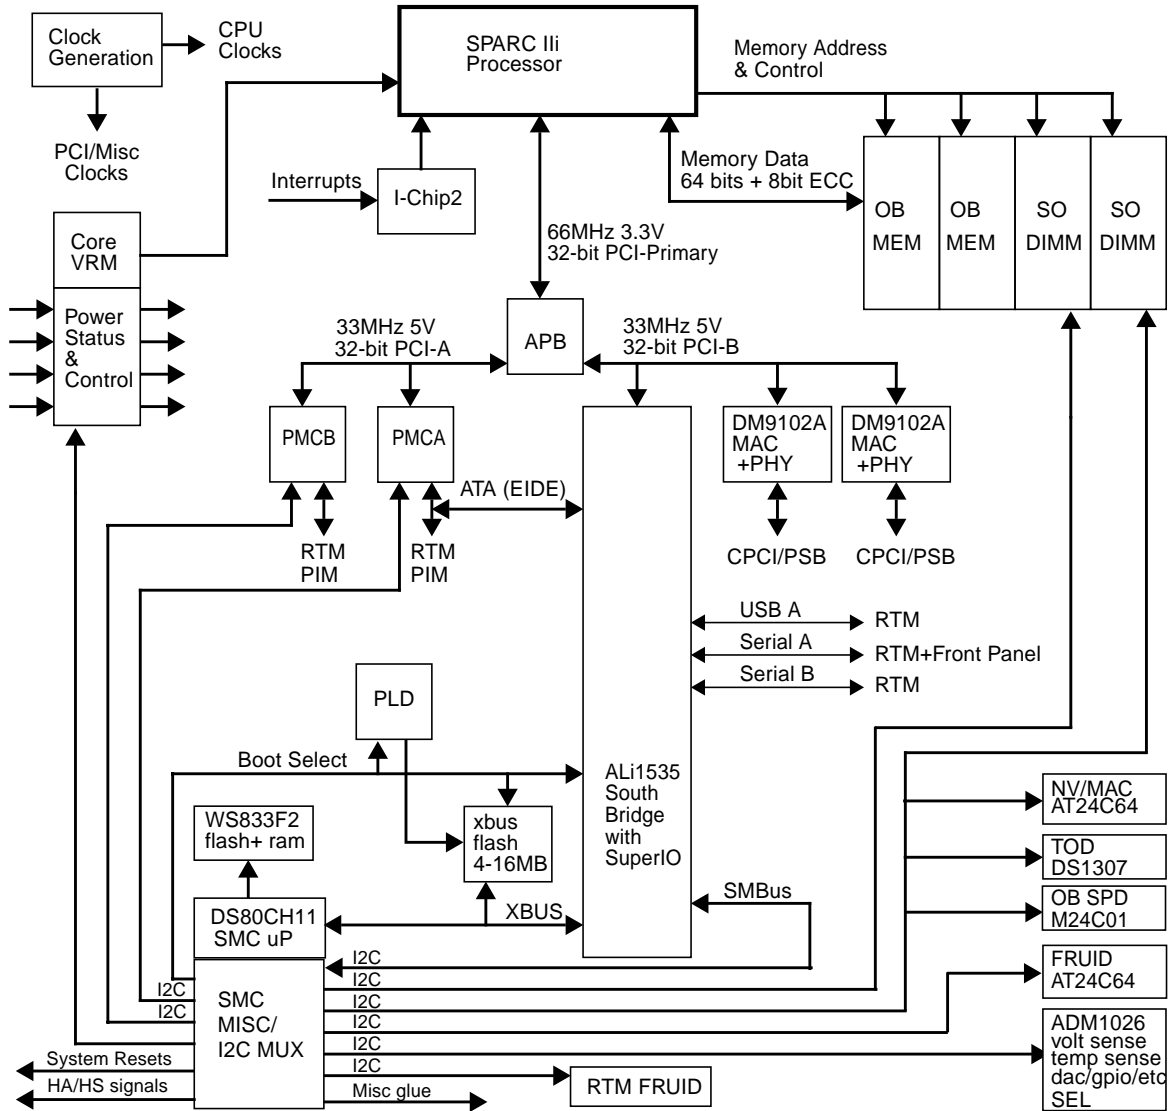 Clock
Generation
CPU
Clocks
SPARC IIi
Processor
Memory Address
& Control
PCI/Misc
Clocks
Interrupts
I-Chip2
Memory Data
64 bits + 8bit ECC
OB
MEM
OB
MEM
SO
DIMM
SO
DIMM
Core
VRM
66MHz 3.3V
32-bit PCI-Primary
Power
Status
&
Control
33MHz 5V
32-bit PCI-A
APB
33MHz 5V
32-bit PCI-B
PMCB
PMCA
DM9102A
MAC
+PHY
DM9102A
MAC
+PHY
ATA (EIDE)
RTM
PIM
RTM
PIM
CPCI/PSB
CPCI/PSB
USB A
RTM
Serial A
RTM+Front Panel
Serial B
RTM
PLD
Boot Select
ALi1535
South
Bridge
with
SuperIO
WS833F2
flash+ ram
xbus
flash
4-16MB
NV/MAC
AT24C64
TOD
DS1307
SMBus
OB SPD
M24C01
DS80CH11
SMC uP
XBUS
FRUID
AT24C64
I2C
I2C
SMC
MISC/
I2C MUX
I2C
I2C
I2C
I2C
I2C
I2C
ADM1026
volt sense
temp sense
dac/gpio/etc
SEL
System Resets
HA/HS signals
Misc glue
RTM FRUID